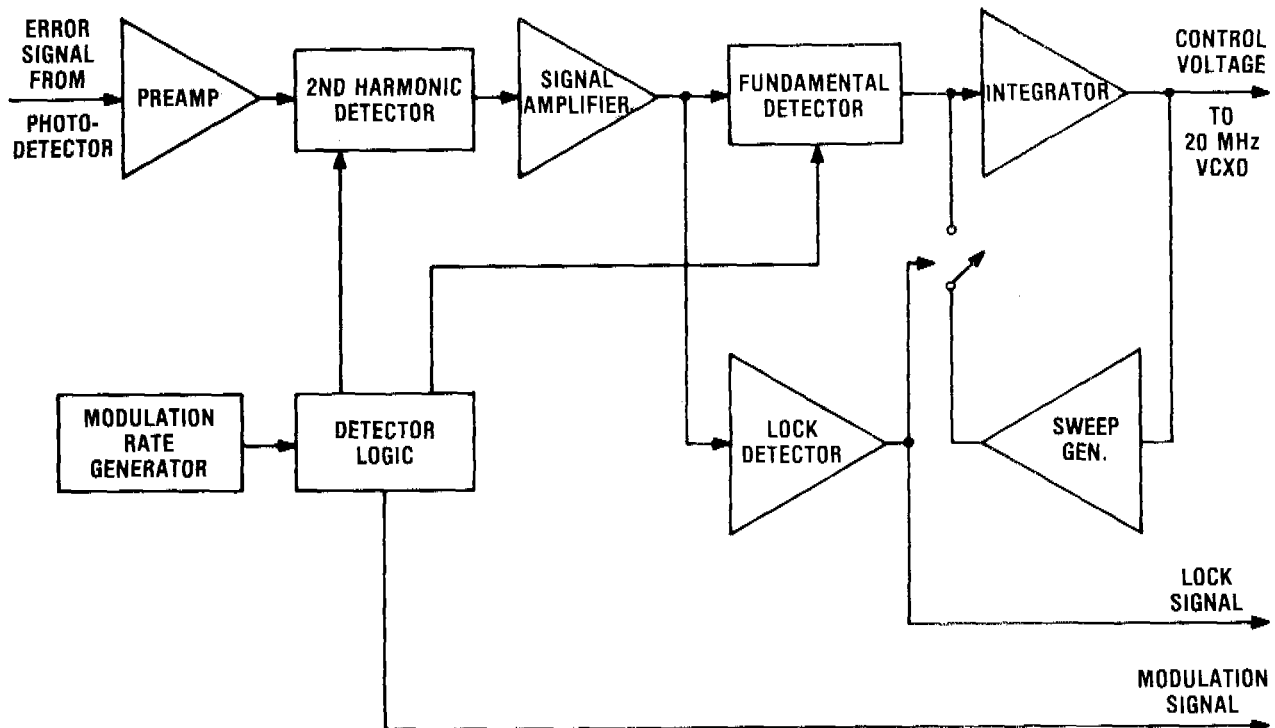 ERROR
SIGNAL
FROM
PHOTO-
DETECTOR
PREAMP
2ND HARMONIC
DETECTOR
SIGNAL
AMPLIFIER
FUNDAMENTAL
DETECTOR
INTEGRATOR
CONTROL
VOLTAGE
TO
20 MHz
VCXO
MODULATION
RATE
GENERATOR
DETECTOR
LOGIC
LOCK
DETECTOR
SWEEP
GEN.
LOCK
SIGNAL
MODULATION
SIGNAL